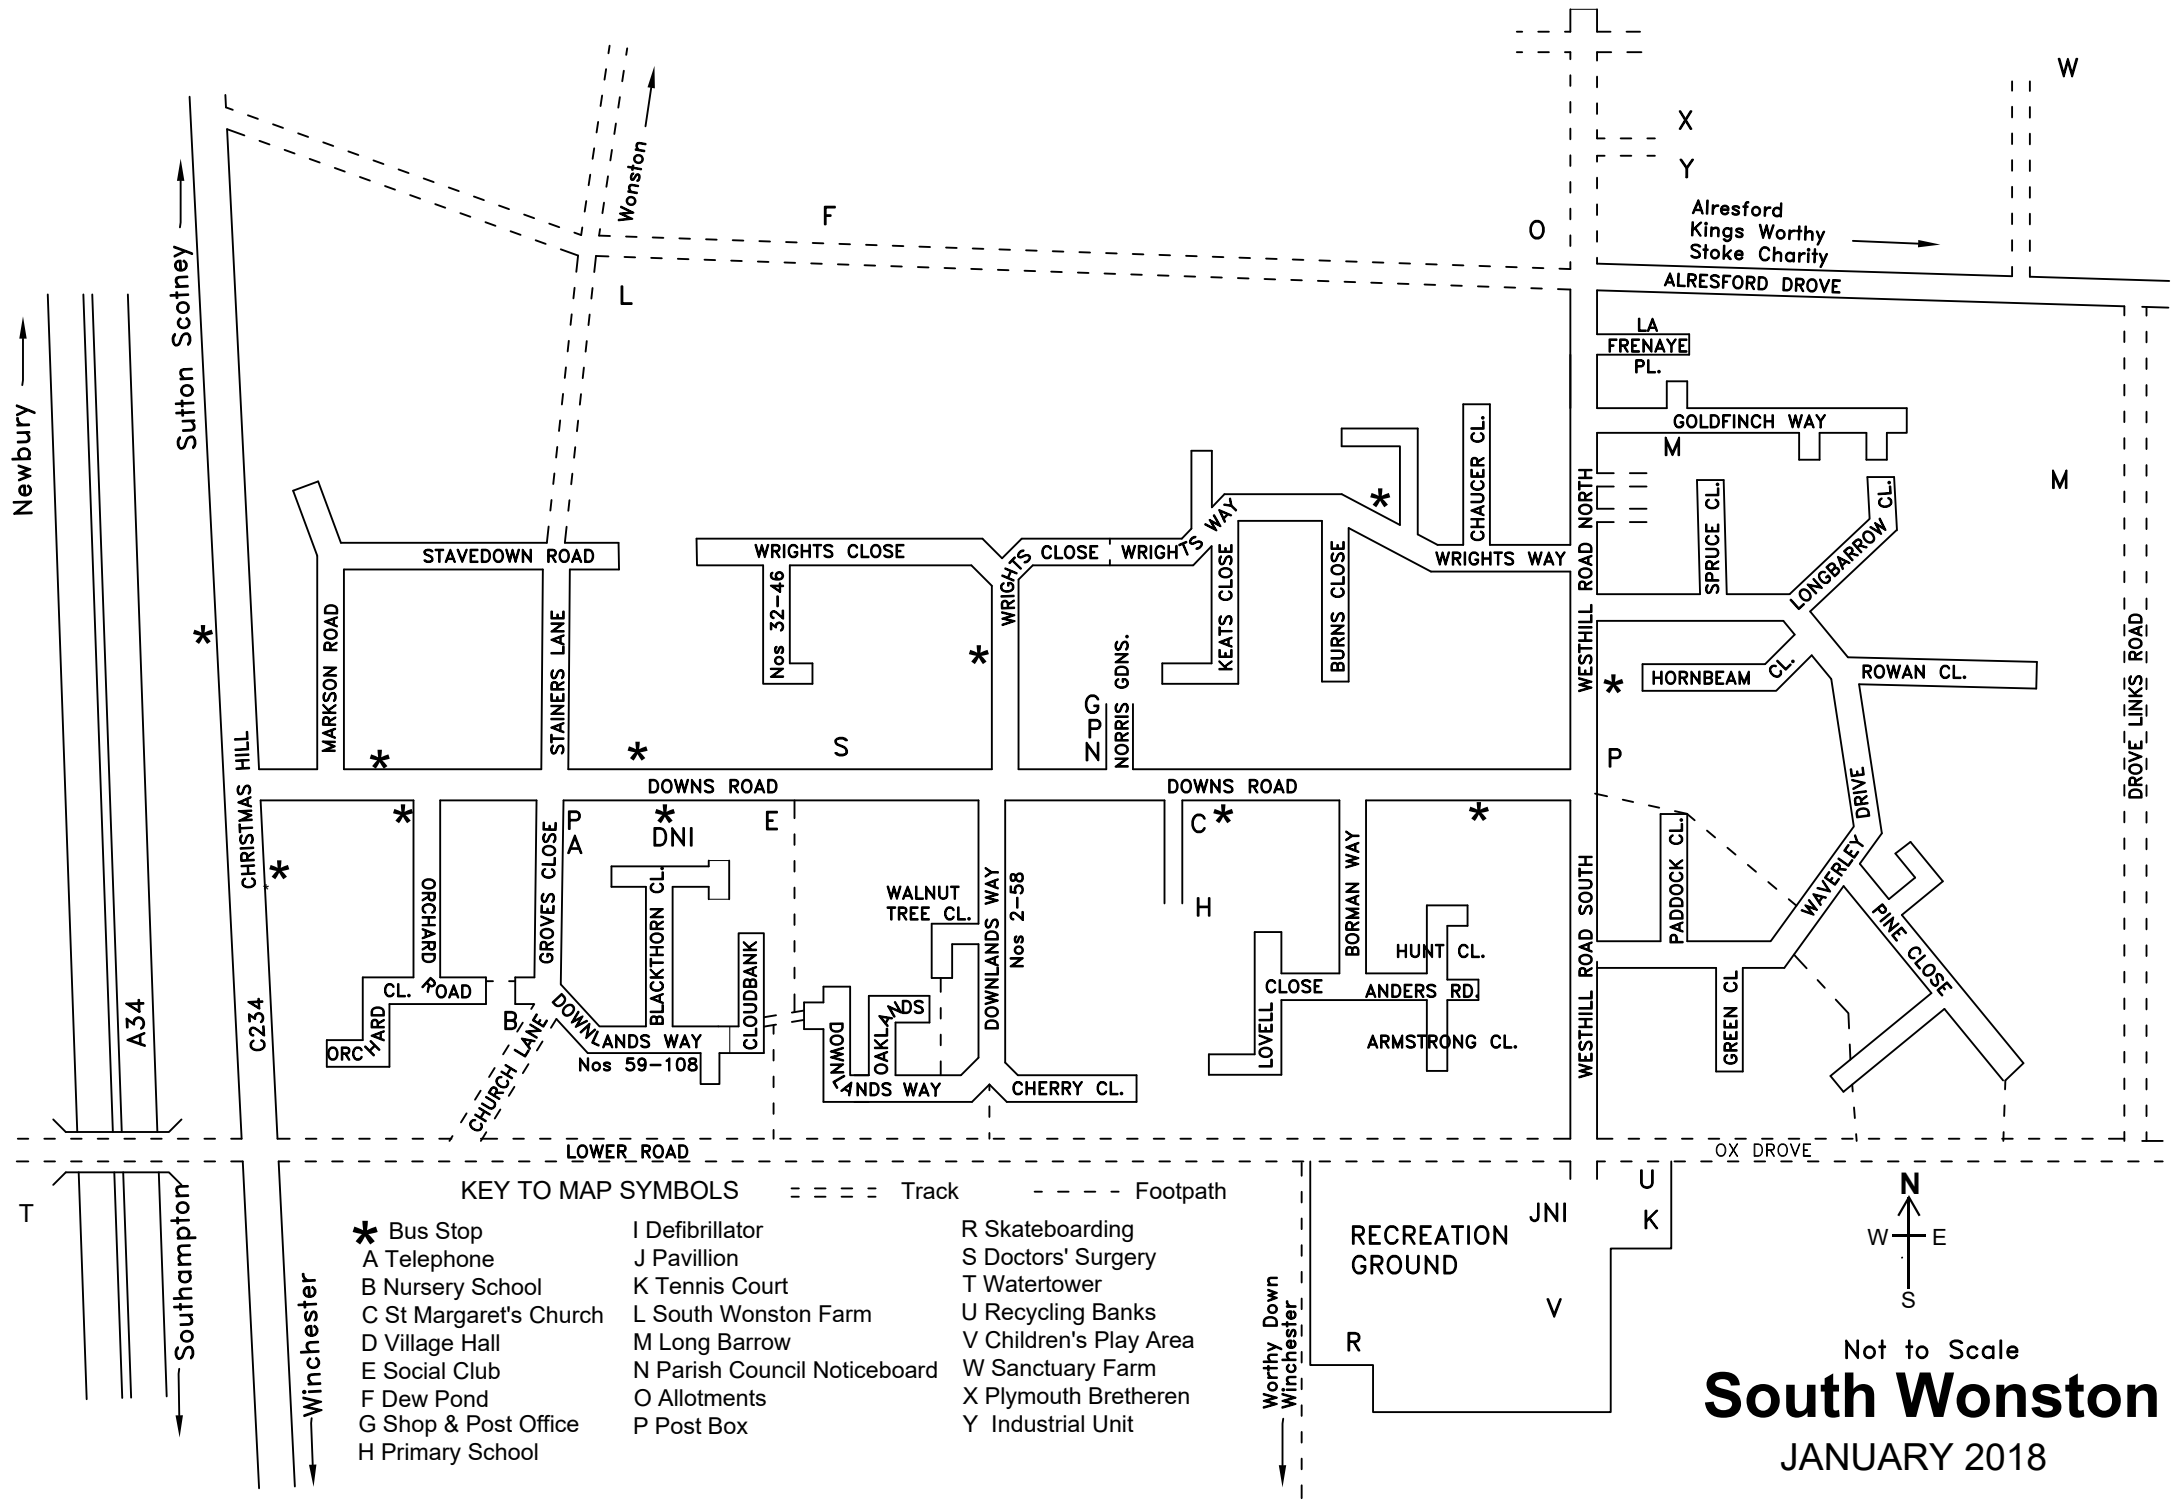 W
X
Y
Wonston
F
O
Alresford
Kings Worthy
Stoke Charity
ALRESFORD DROVE
L
Sutton Scotney
Newbury
LA
FRENAYE
PL.
GOLDFINCH WAY
M
M
CHAUCER CL.
*
WRIGHTS WAY
SPRUCE CL.
LONGBARROW CL.
STAVEDOWN ROAD
WRIGHTS CLOSE
WRIGHTS CLOSE
WRIGHTS WAY
WESTHILL ROAD NORTH
Nos 32-46
KEATS CLOSE
BURNS CLOSE
*
MARKSON ROAD
STAINERS LANE
*
NORRIS GDNS.
HORNBEAM CL.
ROWAN CL.
*
DROVE LINKS ROAD
G
P
N
CHRISTMAS HILL
*
*
S
P
DOWNS ROAD
DOWNS ROAD
*
*
*
*
P
A
DNI
E
C
*
ORCHARD ROAD
GROVES CLOSE
BLACKTHORN CL.
CLOUDBANK
WALNUT
TREE CL.
DOWNLANDS WAY
Nos 2-58
H
BORMAN WAY
HUNT CL.
WESTHILL ROAD SOUTH
PADDOCK CL.
WAVERLEY DRIVE
PINE CLOSE
ORCHARD CL.
B
DOWNLANDS WAY
Nos 59-108
CHURCH LANE
DOWNLANDS WAY
OAKLANDS
CHERRY CL.
LOVELL CLOSE
ANDERS RD.
ARMSTRONG CL.
GREEN CL
A34
C234
LOWER ROAD
OX DROVE
T
Southampton
Winchester
Worthy Down
Winchester
RECREATION
GROUND
JNI
U
K
V
R
N
W E
S
KEY TO MAP SYMBOLS
Track
Footpath
* Bus Stop
A Telephone
B Nursery School
C St Margaret's Church
D Village Hall
E Social Club
F Dew Pond
G Shop & Post Office
H Primary School
I Defibrillator
J Pavillion
K Tennis Court
L South Wonston Farm
M Long Barrow
N Parish Council Noticeboard
O Allotments
P Post Box
R Skateboarding
S Doctors' Surgery
T Watertower
U Recycling Banks
V Children's Play Area
W Sanctuary Farm
X Plymouth Bretheren
Y Industrial Unit
Not to Scale
South Wonston
JANUARY 2018